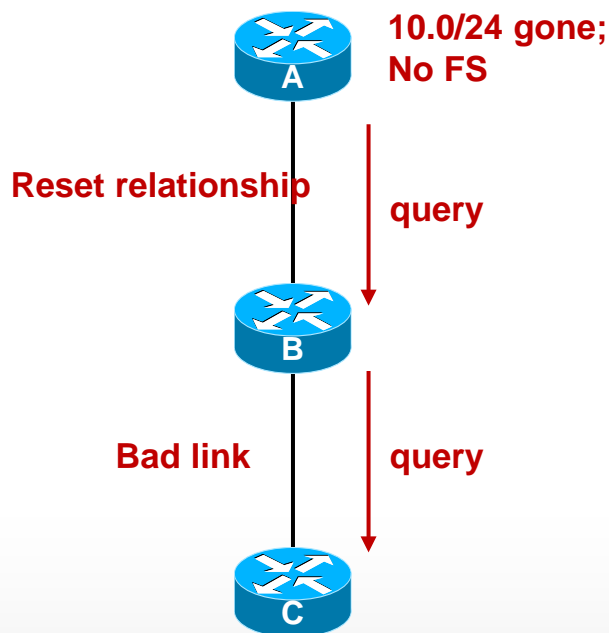 10.0/24 gone;
No FS
A
Reset relationship
query
B
Bad link
query
C